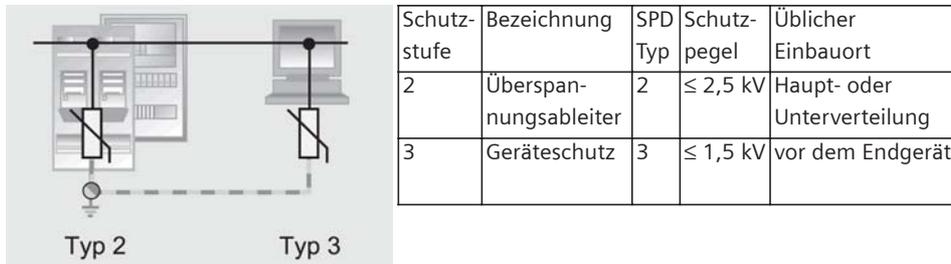 Typ 2
Typ 3
Schutz- Bezeichnung SPD Schutz- Üblicher
stufe Typ pegel Einbauort
2 Überspan- 2 ≤ 2,5 kV Haupt- oder
nungsableiter Unterverteilung
3 Geräteschutz 3 ≤ 1,5 kV vor dem Endgerät